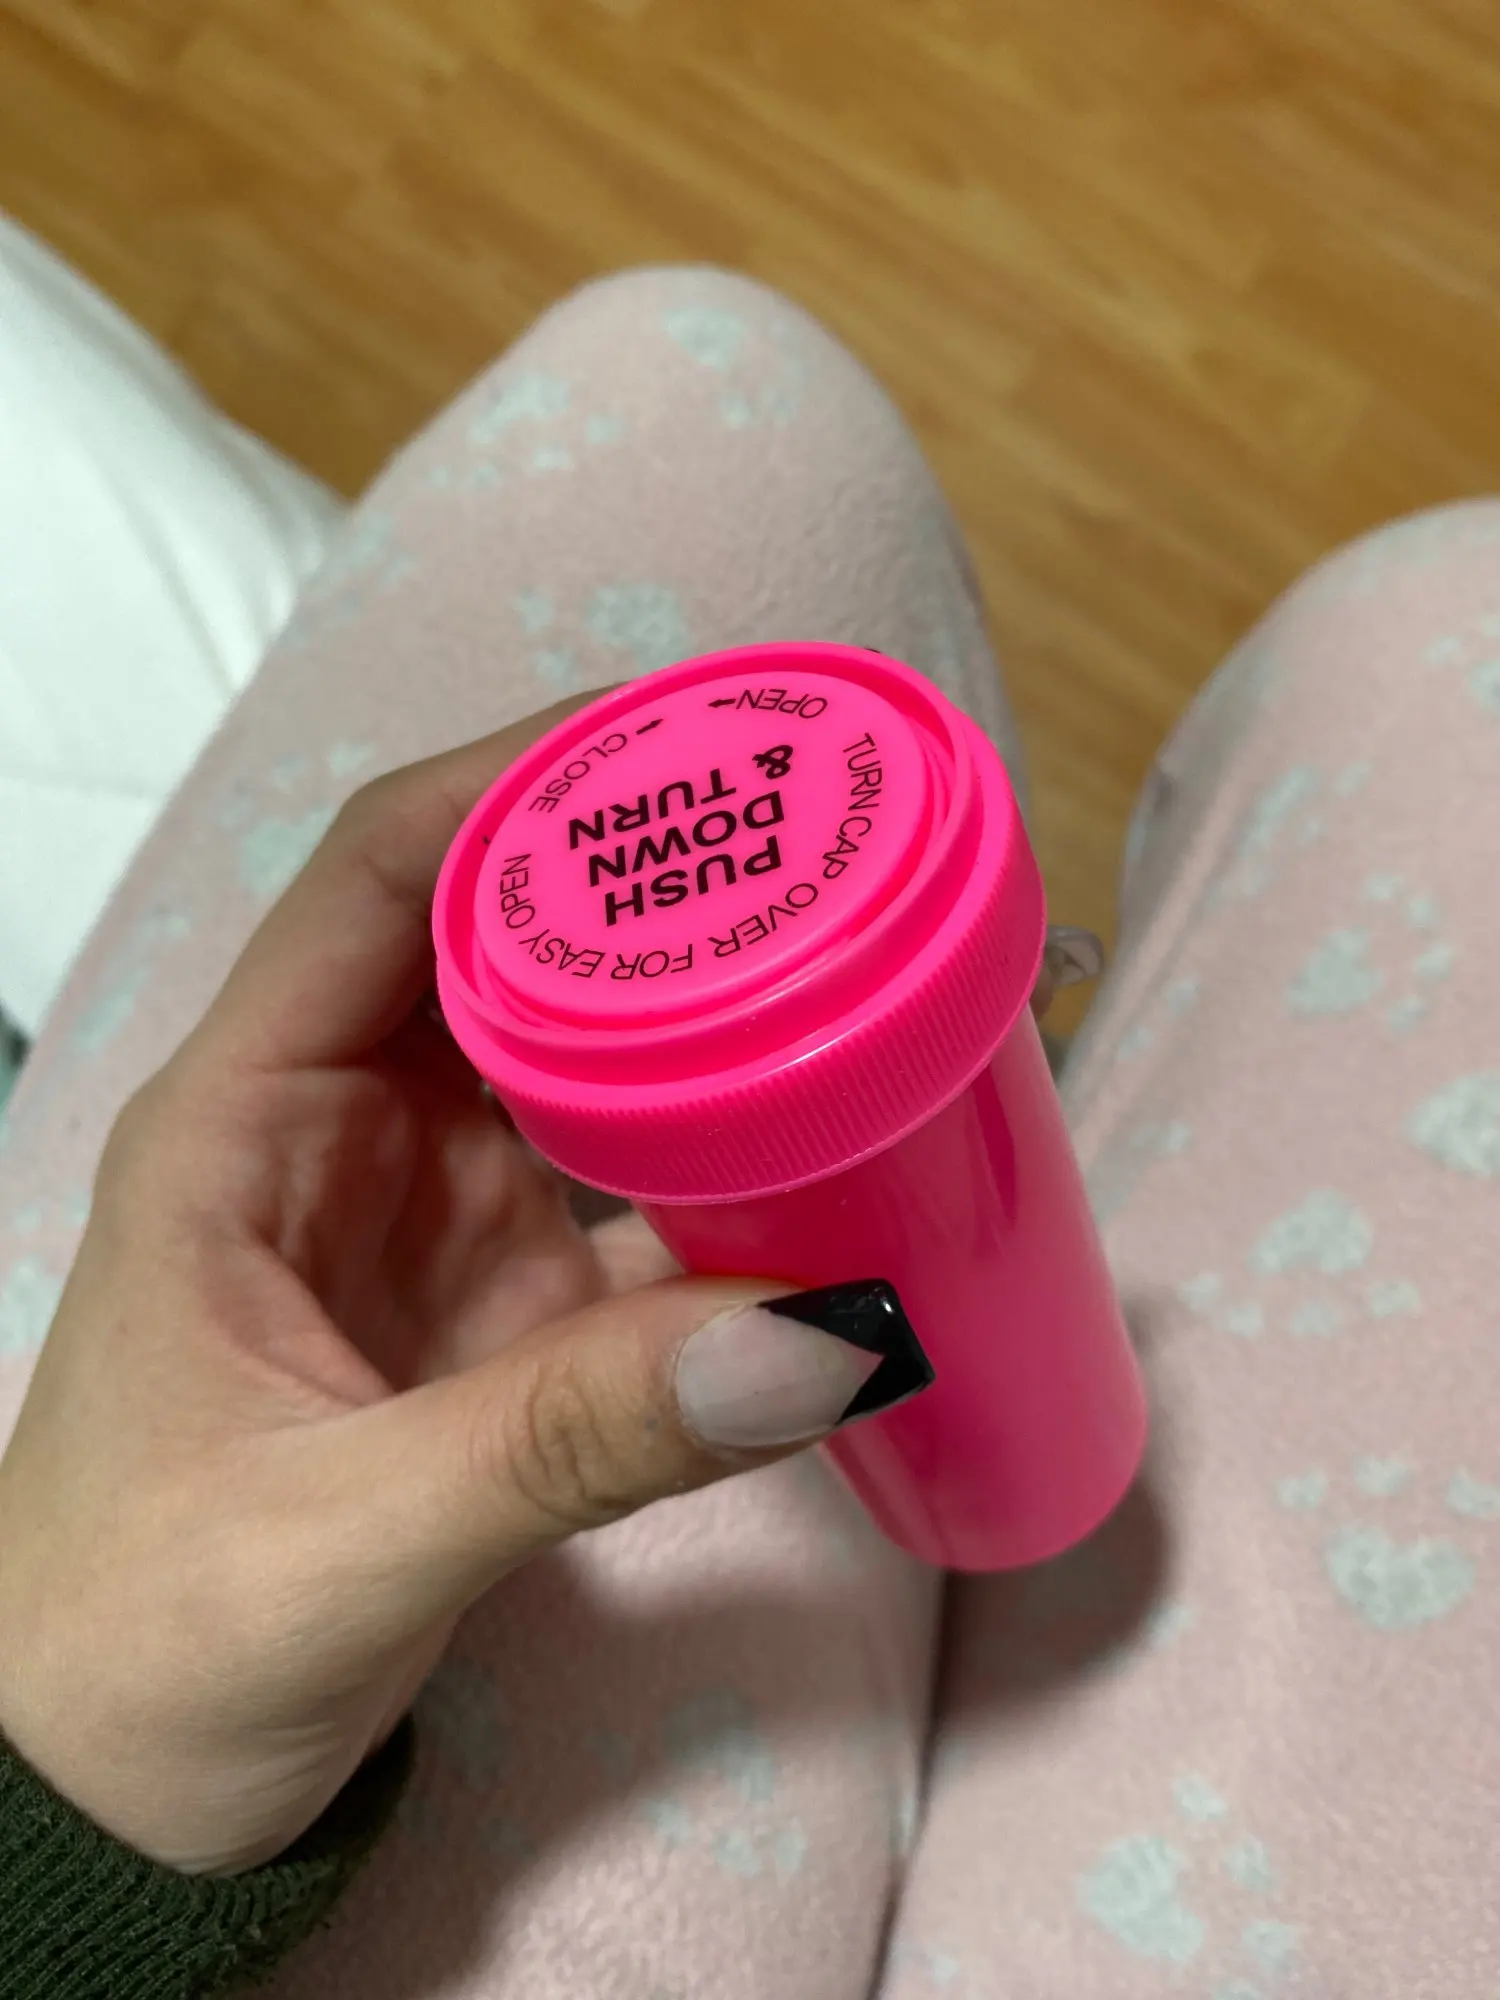 PUSH
DOWN
& TURN
TURN CAP OVER FOR EASY OPEN
CLOSE
OPEN